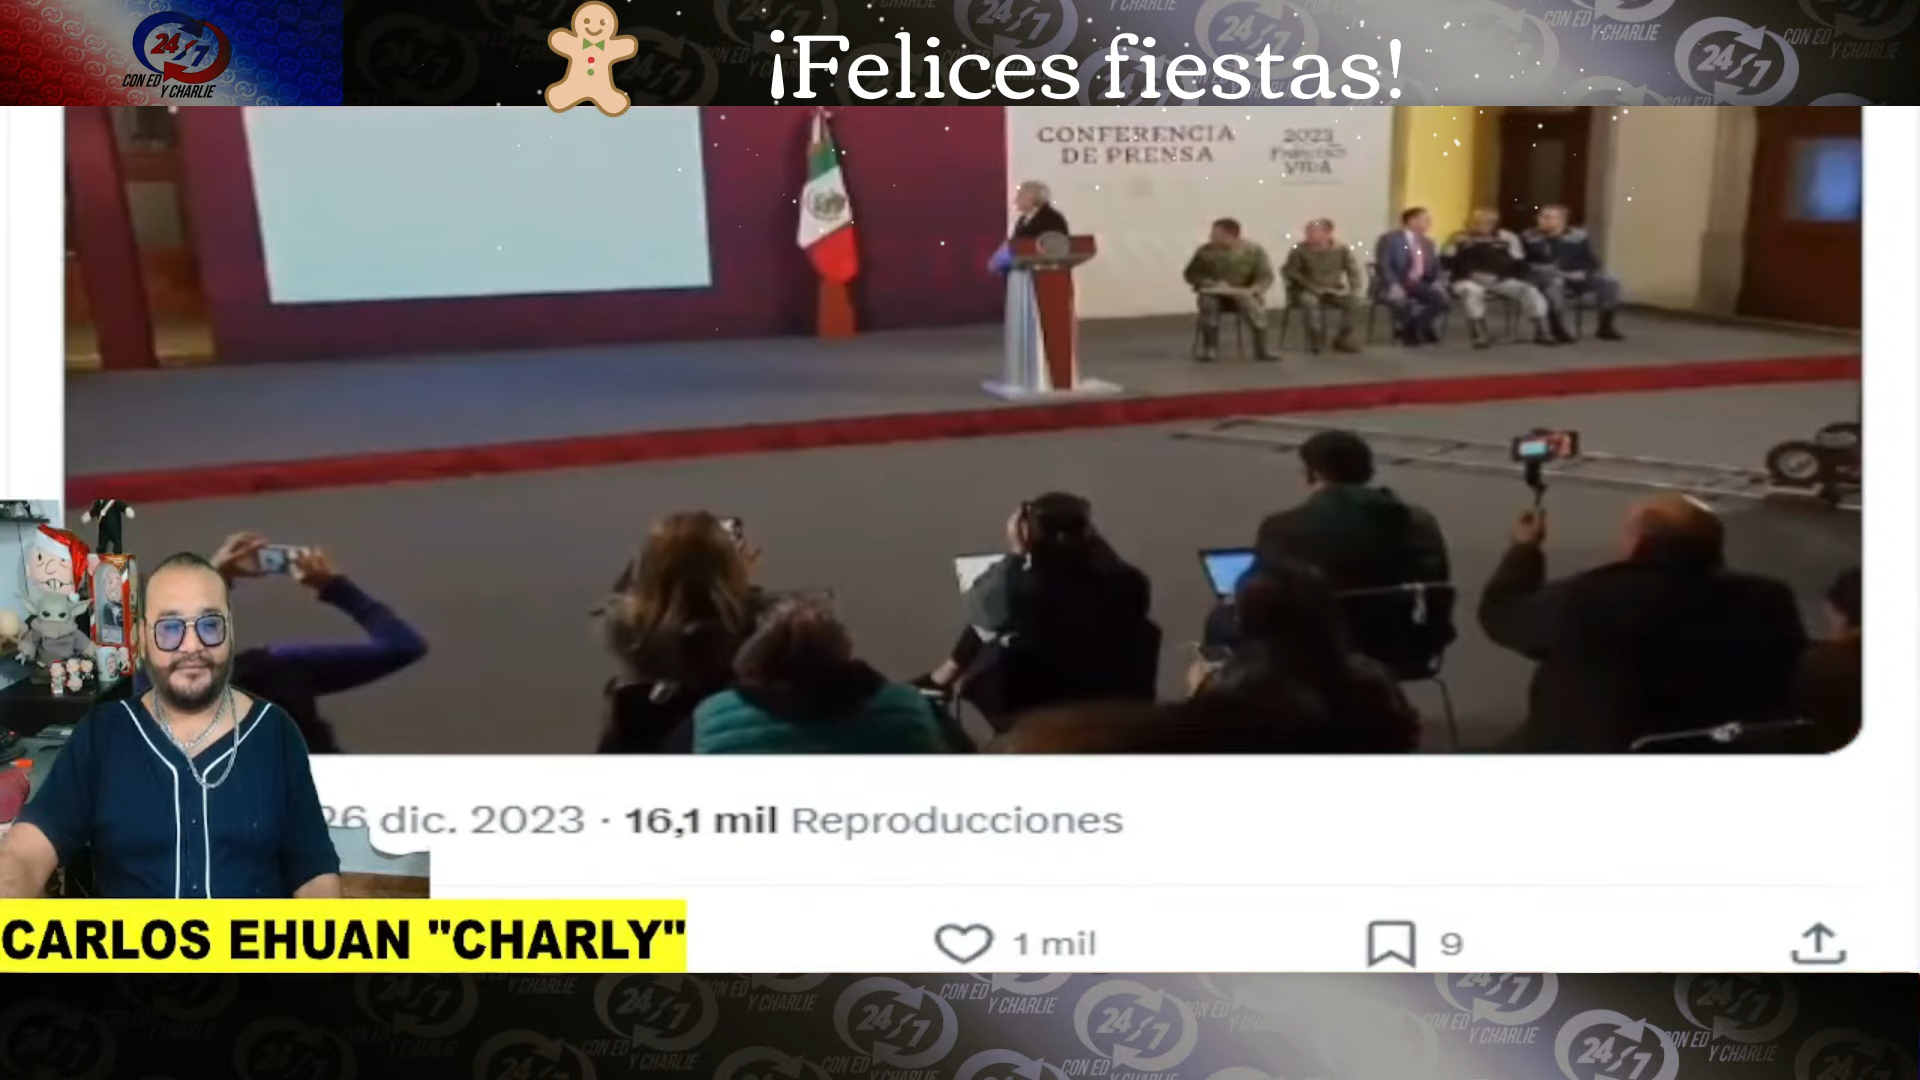 24/7
CON ED
Y CHARLIE
¡Felices fiestas!
CONFERENCIA
DE PRENSA
2023
VIDA
26 dic. 2023 · 16,1 mil Reproducciones
CARLOS EHUAN "CHARLY"
1 mil
9